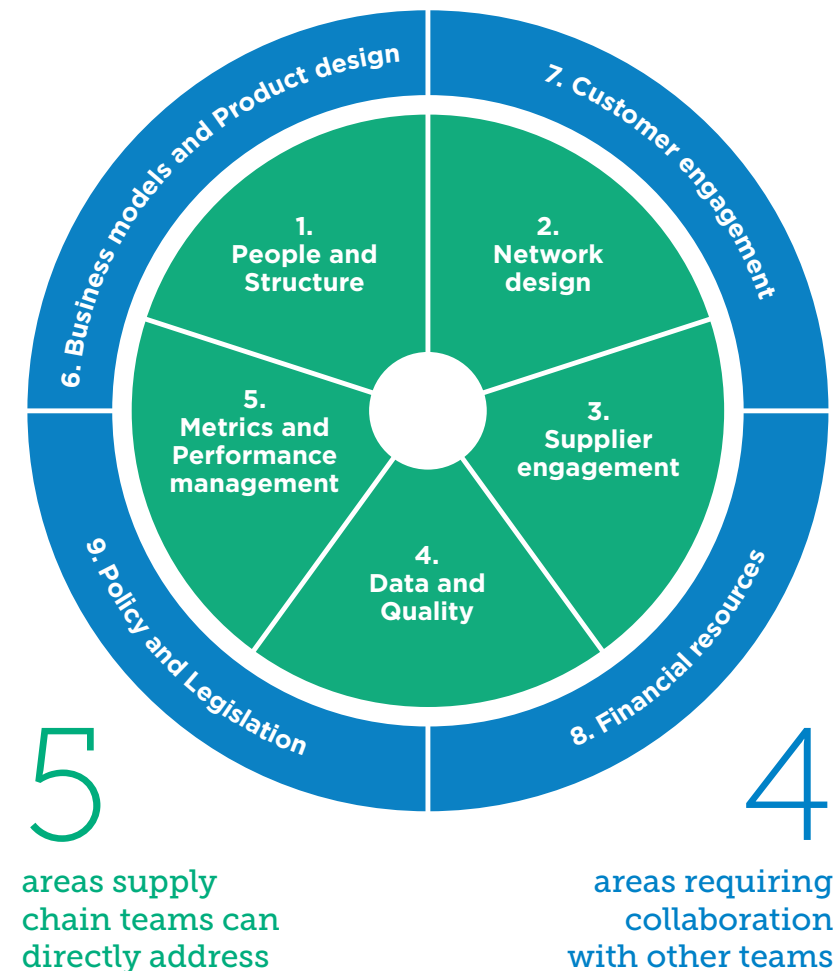 6. Business models and Product design
7. Customer engagement
1.
People and
Structure
2.
Network
design
3.
Supplier
engagement
4.
Data and
Quality
5.
Metrics and
Performance
management
8. Financial resources
9. Policy and Legislation
5
areas supply
chain teams can
directly address
4
areas requiring
collaboration
with other teams